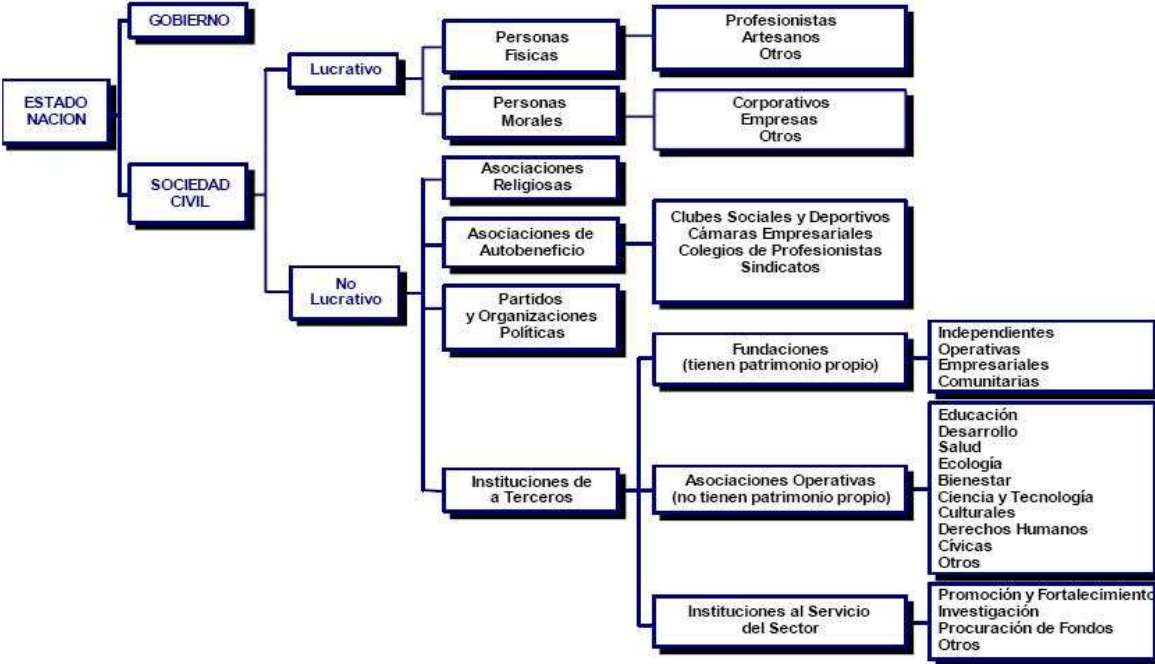 GOBIERNO
ESTADO
NACION
SOCIEDAD
CIVIL
Lucrativo
No
Lucrativo
Personas
Fisicas
Personas
Morales
Asociaciones
Religiosas
Asociaciones de
Autobeneficio
Partidos
y Organizaciones
Políticas
Instituciones de
a Terceros
Profesionistas
Artesanos
Otros
Corporativos
Empresas
Otros
Clubes Sociales y Deportivos
Cámaras Empresariales
Colegios de Profesionistas
Sindicatos
Fundaciones
(tienen patrimonio propio)
Asociaciones Operativas
(no tienen patrimonio propio)
Instituciones al Servicio
del Sector
Independientes
Operativas
Empresariales
Comunitarias
Educación
Desarrollo
Salud
Ecología
Bienestar
Ciencia y Tecnología
Culturales
Derechos Humanos
Cívicas
Otros
Promoción y Fortalecimiento
Investigación
Procuración de Fondos
Otros